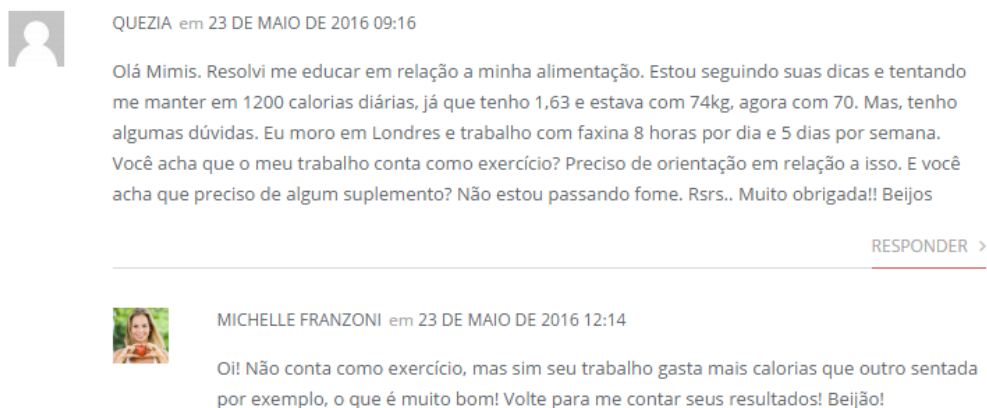 QUEZIA em 23 DE MAIO DE 2016 09:16
Olá Mimis. Resolvi me educar em relação a minha alimentação. Estou seguindo suas dicas e tentando
me manter em 1200 calorias diárias, já que tenho 1,63 e estava com 74kg, agora com 70. Mas, tenho
algumas dúvidas. Eu moro em Londres e trabalho com faxina 8 horas por dia e 5 dias por semana.
Você acha que o meu trabalho conta como exercício? Preciso de orientação em relação a isso. E você
acha que preciso de algum suplemento? Não estou passando fome. Rsrs.. Muito obrigada!! Beijos
RESPONDER >
MICHELLE FRANZONI em 23 DE MAIO DE 2016 12:14
Oi! Não conta como exercício, mas sim seu trabalho gasta mais calorias que outro sentada
por exemplo, o que é muito bom! Volte para me contar seus resultados! Beijão!